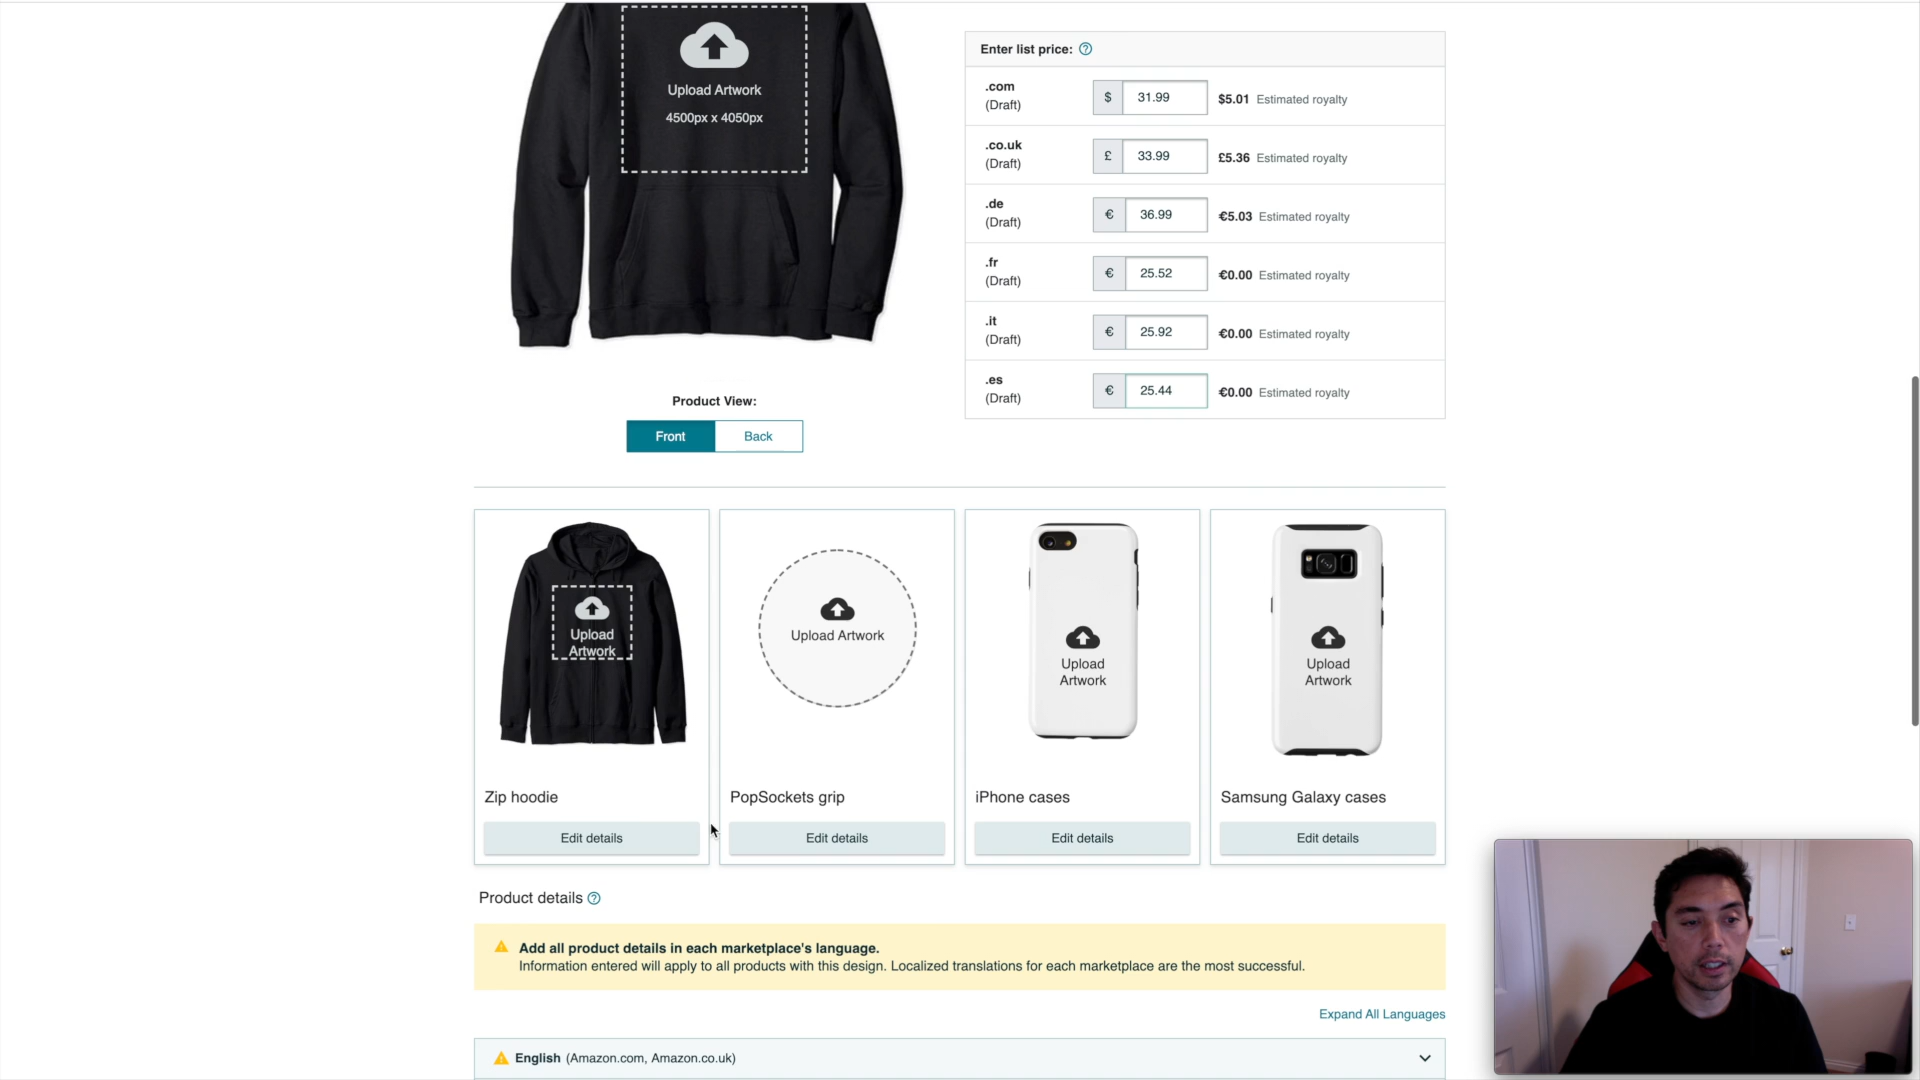 Upload Artwork
4500px x 4050px
Product View:
Front
Back
Enter list price: ?
.com
(Draft)
$ 31.99 $5.01 Estimated royalty
.co.uk
(Draft)
£ 33.99 £5.36 Estimated royalty
.de
(Draft)
€ 36.99 €5.03 Estimated royalty
.fr
(Draft)
€ 25.52 €0.00 Estimated royalty
.it
(Draft)
€ 25.92 €0.00 Estimated royalty
.es
(Draft)
€ 25.44 €0.00 Estimated royalty
Upload
Artwork
Zip hoodie
Edit details
Upload Artwork
PopSockets grip
Edit details
Upload
Artwork
iPhone cases
Edit details
Upload
Artwork
Samsung Galaxy cases
Edit details
Product details ?
Add all product details in each marketplace's language.
Information entered will apply to all products with this design. Localized translations for each marketplace are the most successful.
Expand All Languages
English (Amazon.com, Amazon.co.uk)